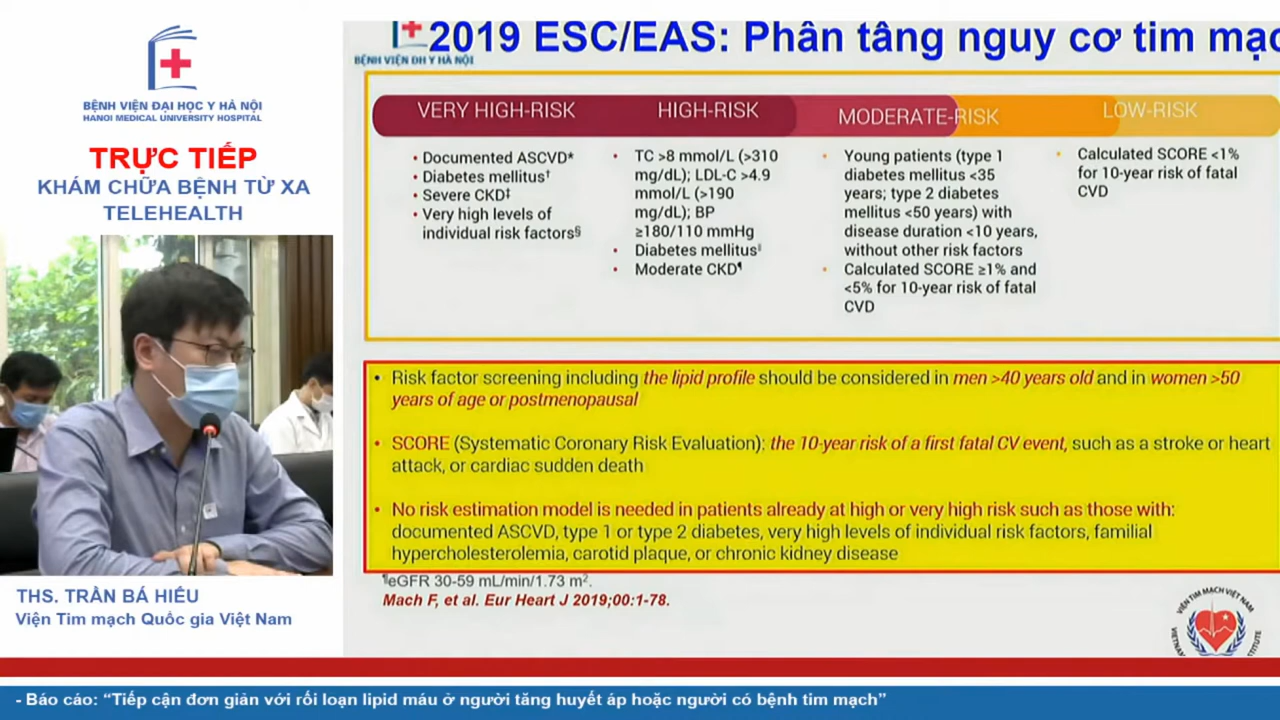 BỆNH VIỆN ĐẠI HỌC Y HÀ NỘI
HANOI MEDICAL UNIVERSITY HOSPITAL
TRỰC TIẾP
KHÁM CHỮA BỆNH TỪ XA
TELEHEALTH
THS. TRẦN BÁ HIẾU
Viện Tim mạch Quốc gia Việt Nam
2019 ESC/EAS: Phân tầng nguy cơ tim mạc
BỆNH VIỆN ĐH Y HÀ NỘI
VERY HIGH-RISK
HIGH-RISK
MODERATE-RISK
LOW-RISK
• Documented ASCVD*
• Diabetes mellitus†
• Severe CKD‡
• Very high levels of
individual risk factors§
• TC >8 mmol/L (>310
mg/dL); LDL-C >4.9
mmol/L (>190
mg/dL); BP
≥180/110 mmHg
• Diabetes mellitus‖
• Moderate CKD¶
• Young patients (type 1
diabetes mellitus <35
years; type 2 diabetes
mellitus <50 years) with
disease duration <10 years,
without other risk factors
• Calculated SCORE ≥1% and
<5% for 10-year risk of fatal
CVD
• Calculated SCORE <1%
for 10-year risk of fatal
CVD
• Risk factor screening including the lipid profile should be considered in men >40 years old and in women >50
years of age or postmenopausal
• SCORE (Systematic Coronary Risk Evaluation): the 10-year risk of a first fatal CV event, such as a stroke or heart
attack, or cardiac sudden death
• No risk estimation model is needed in patients already at high or very high risk such as those with:
documented ASCVD, type 1 or type 2 diabetes, very high levels of individual risk factors, familial
hypercholesterolemia, carotid plaque, or chronic kidney disease
¶eGFR 30-59 mL/min/1.73 m².
Mach F, et al. Eur Heart J 2019;00:1-78.
VIỆN TIM MẠCH VIỆT NAM
- Báo cáo: “Tiếp cận đơn giản với rối loạn lipid máu ở người tăng huyết áp hoặc người có bệnh tim mạch”